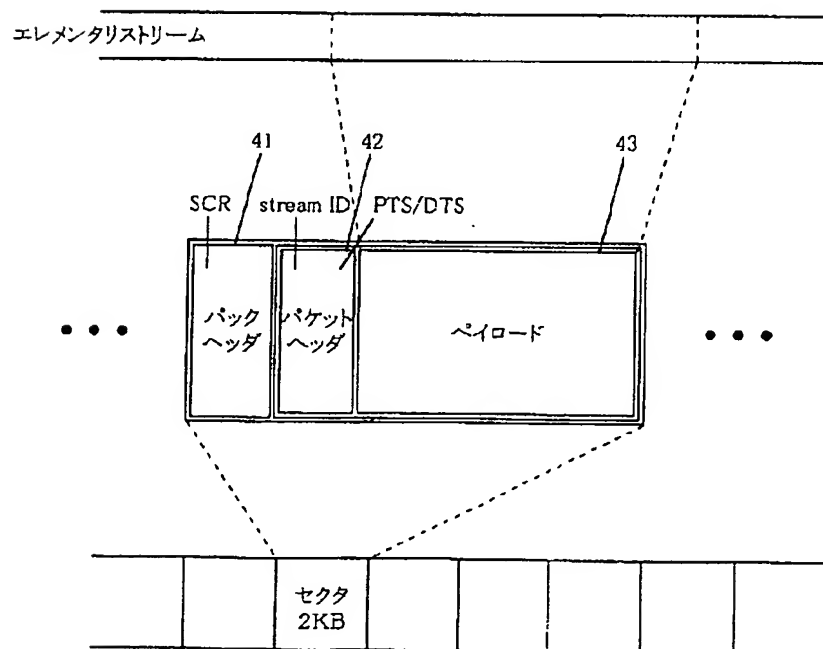 エレメンタリストリーム
41
42
43
SCR
stream ID
PTS/DTS
パック
ヘッダ
パケット
ヘッダ
ペイロード
セクタ
2KB